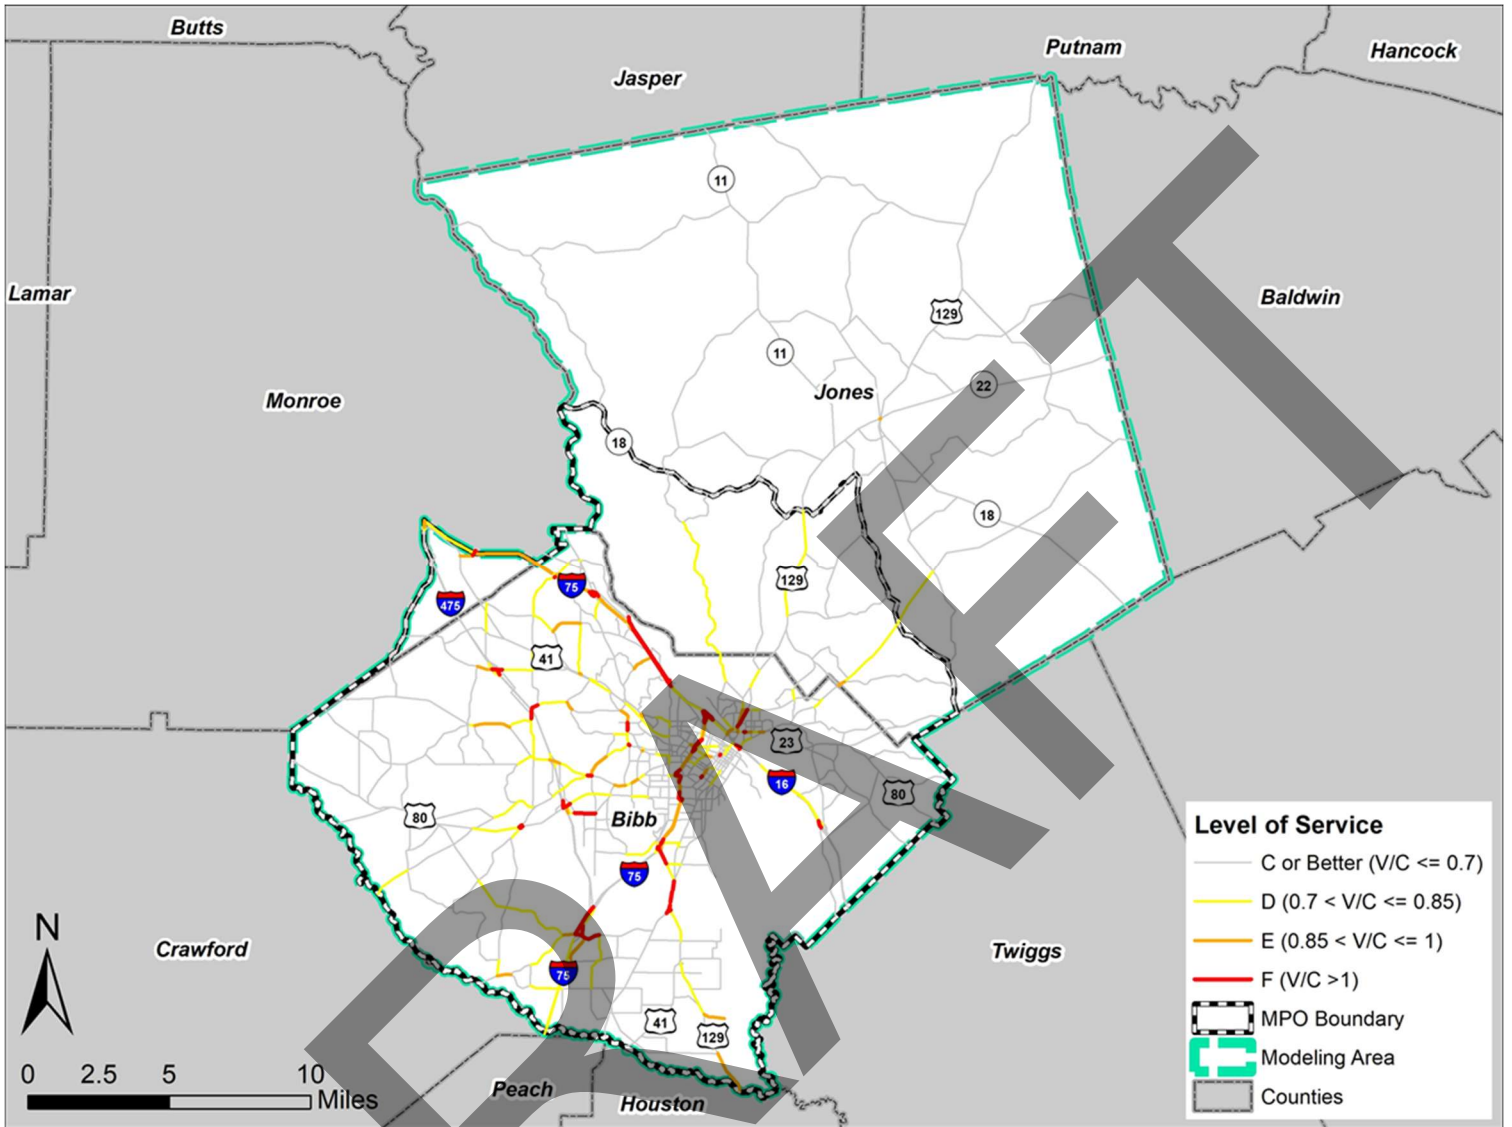 Butts
Jasper
Putnam
Hancock
11
Lamar
129
Baldwin
11
22
Jones
Monroe
18
18
129
75
475
41
23
16
80
80
Bibb
75
Level of Service
C or Better (V/C <= 0.7)
D (0.7 < V/C <= 0.85)
E (0.85 < V/C <= 1)
F (V/C >1)
MPO Boundary
Modeling Area
Counties
N
Crawford
Twiggs
75
41
129
0 2.5 5 10
Miles
Peach
Houston
DRAFT